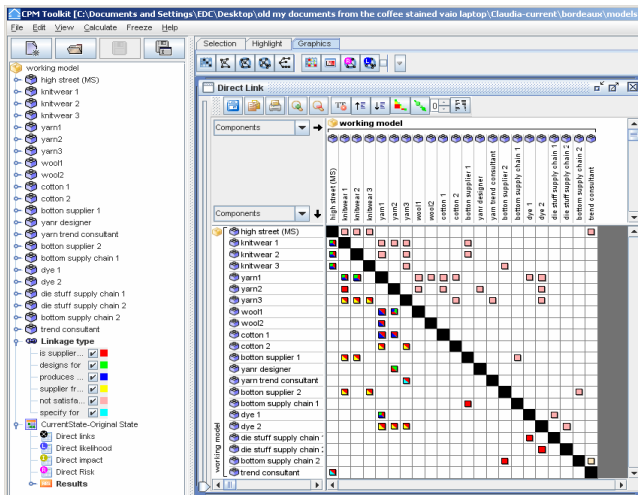 CPM Toolkit [C:\Documents and Settings\EDC\Desktop\old my documents from the coffee stained vaio laptop\Claudia-current\bordeaux\models
File Edit View Calculate Freeze Help
Selection Highlight Graphics
working model
high street (MS)
knitwear 1
knitwear 2
knitwear 3
yarn1
yarn2
yarn3
wool1
wool2
cotton 1
cotton 2
botton supplier 1
yanr designer
yarn trend consultant
botton supplier 2
bottom supply chain 1
dye 1
dye 2
die stuff supply chain 1
die stuff supply chain 2
bottom supply chain 2
trend consultant
Linkage type
is supplier...
designs for
produces ...
supplier fr...
not satisfa...
specify for
CurrentState-Original State
Direct links
Direct likelihood
Direct impact
Direct Risk
Results
Direct Link
Components
working model
high street (MS)
knitwear 1
knitwear 2
knitwear 3
yarn1
yarn2
yarn3
wool1
wool2
cotton 1
cotton 2
botton supplier 1
yanr designer
yarn trend consultant
botton supplier 2
bottom supply chain 1
dye 1
dye 2
die stuff supply chain 1
die stuff supply chain 2
bottom supply chain 2
trend consultant
Components
high street (MS)
knitwear 1
knitwear 2
knitwear 3
yarn1
yarn2
yarn3
wool1
wool2
cotton 1
cotton 2
botton supplier 1
yanr designer
yarn trend consultant
botton supplier 2
bottom supply chain 1
dye 1
dye 2
die stuff supply chain
die stuff supply chain
bottom supply chain 2
trend consultant
working model